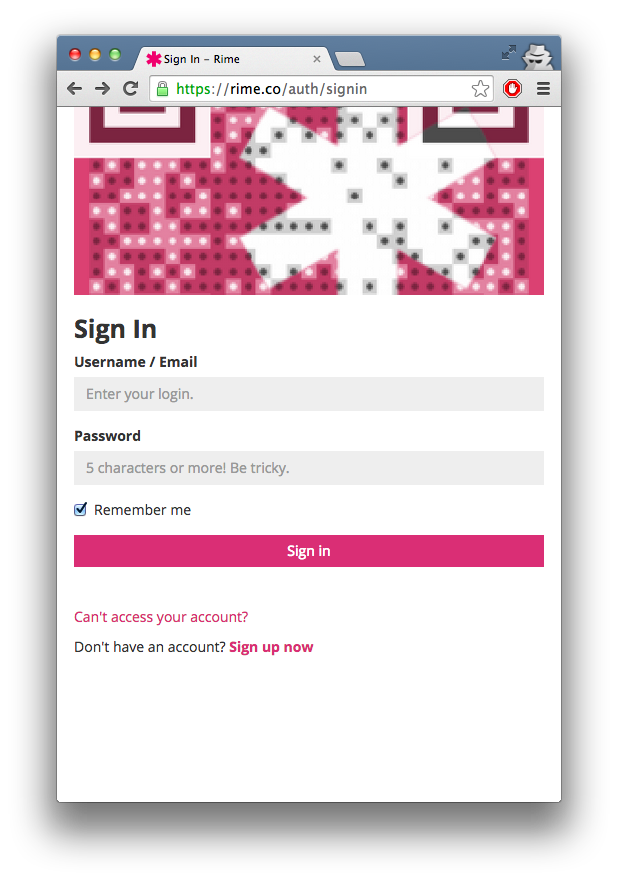 Sign In – Rime
https://rime.co/auth/signin
Sign In
Username / Email
Enter your login.
Password
5 characters or more! Be tricky.
Remember me
Sign in
Can't access your account?
Don't have an account? Sign up now